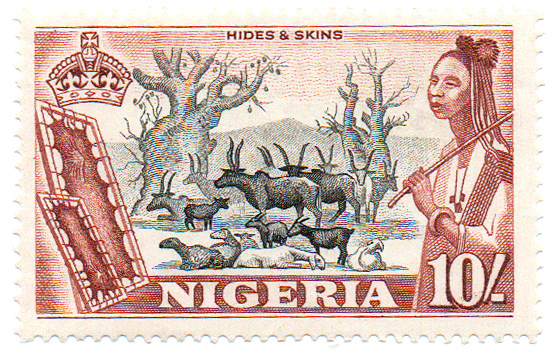 HIDES & SKINS
NIGERIA
10/-